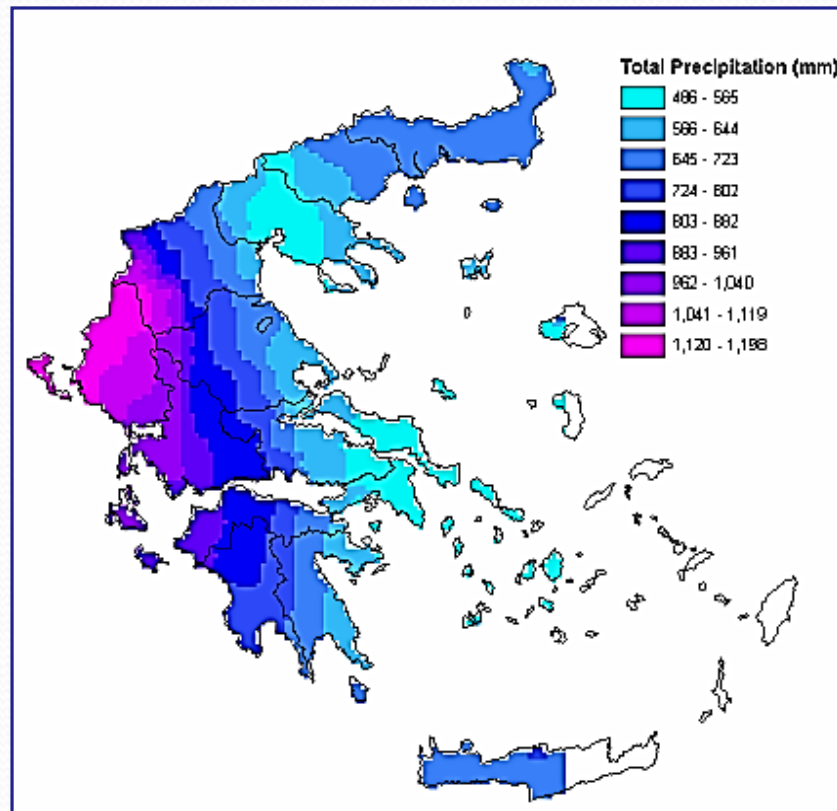 Total Precipitation (mm)
486 - 565
566 - 644
645 - 723
724 - 802
803 - 882
883 - 961
962 - 1,040
1,041 - 1,119
1,120 - 1,198